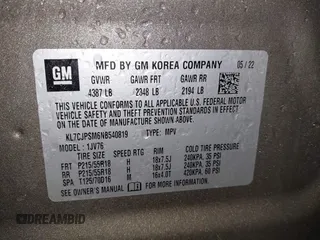 GM
MFD BY GM KOREA COMPANY 05/22
GVWR GAWR FRT GAWR RR
4387 LB 2348 LB 2194 LB
THIS VEHICLE CONFORMS TO ALL APPLICABLE U.S. FEDERAL MOTOR
VEHICLE SAFETY AND THEFT PREVENTION STANDARDS IN EFFECT ON
THE DATE OF MANUFACTURE SHOWN ABOVE.
KL7CJPSM6NB540819 TYPE: MPV
MODEL: 1JV76
TIRE SIZE SPEED RTG RIM COLD TIRE PRESSURE
FRT P215/55R18 H 18x7.5J 240KPA, 35 PSI
RR P215/55R18 H 18x7.5J 240KPA, 35 PSI
SPA T125/70D16 M 16x4.0T 420KPA, 60 PSI
SEE OWNER'S MANUAL FOR ADDITIONAL INFORMATION.
DREAMBID